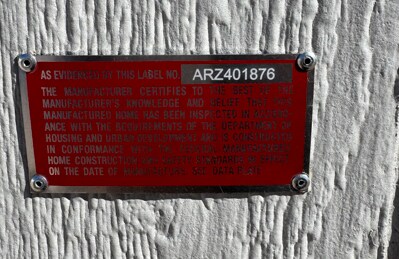 AS EVIDENCED BY THIS LABEL NO. ARZ401876
THE MANUFACTURER CERTIFIES TO THE BEST OF THE
MANUFACTURER'S KNOWLEDGE AND BELIEF THAT THIS
MANUFACTURED HOME HAS BEEN INSPECTED IN ACCORD-
ANCE WITH THE REQUIREMENTS OF THE DEPARTMENT OF
HOUSING AND URBAN DEVELOPMENT AND IS CONSTRUCTED
IN CONFORMANCE WITH THE FEDERAL MANUFACTURED
HOME CONSTRUCTION AND SAFETY STANDARDS IN EFFECT
ON THE DATE OF MANUFACTURE. SEE DATA PLATE.